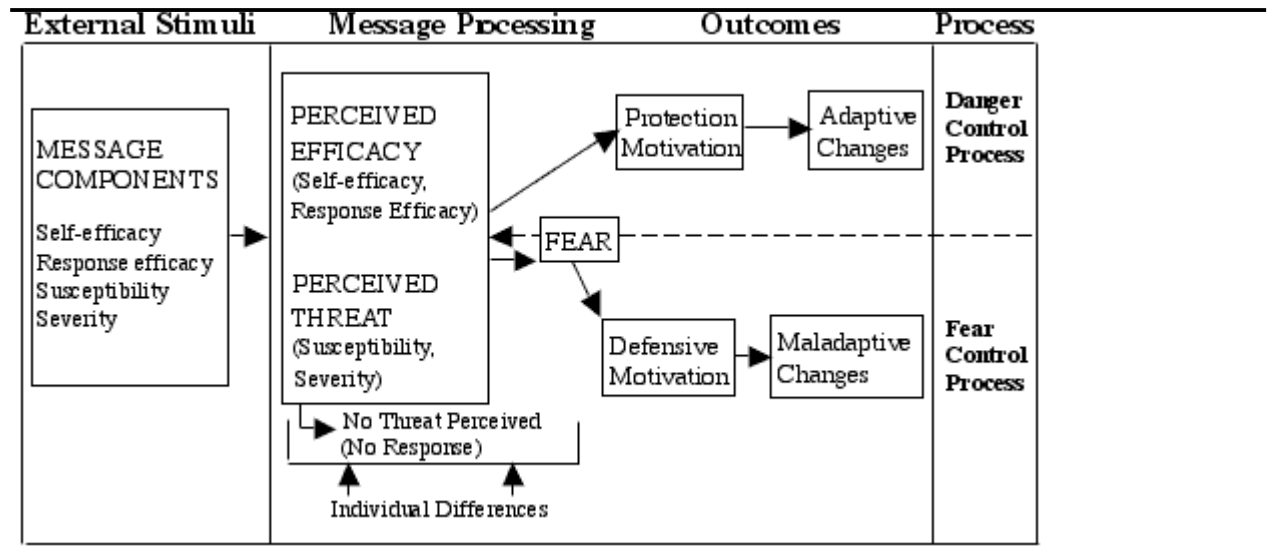 External Stimuli
Message Processing
Outcomes
Process
MESSAGE
COMPONENTS
Self-efficacy
Response efficacy
Susceptibility
Severity
PERCEIVED
EFFICACY
(Self-efficacy,
Response Efficacy)
PERCEIVED
THREAT
(Susceptibility,
Severity)
No Threat Perceived
(No Response)
Individual Differences
FEAR
Protection
Motivation
Adaptive
Changes
Defensive
Motivation
Maladaptive
Changes
Danger
Control
Process
Fear
Control
Process